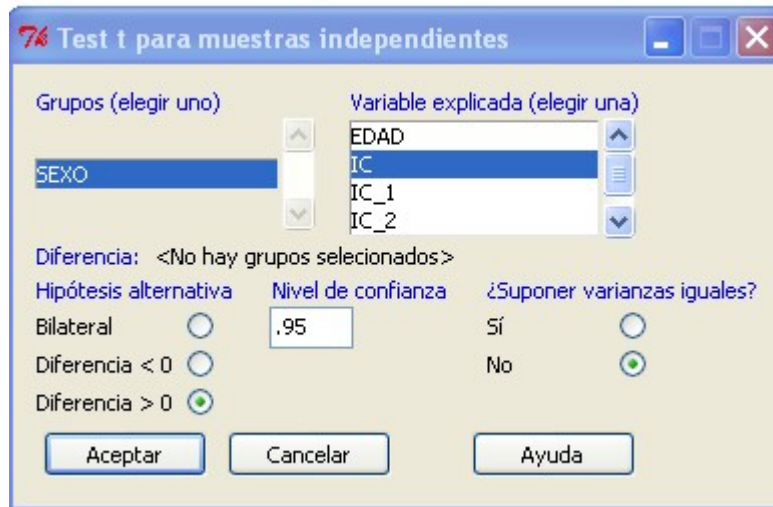 Test t para muestras independientes
Grupos (elegir uno)
SEXO
Variable explicada (elegir una)
EDAD
IC
IC_1
IC_2
Diferencia: <No hay grupos selecionados>
Hipótesis alternativa
Bilateral
Diferencia < 0
Diferencia > 0
Nivel de confianza
.95
¿Suponer varianzas iguales?
Sí
No
Aceptar
Cancelar
Ayuda